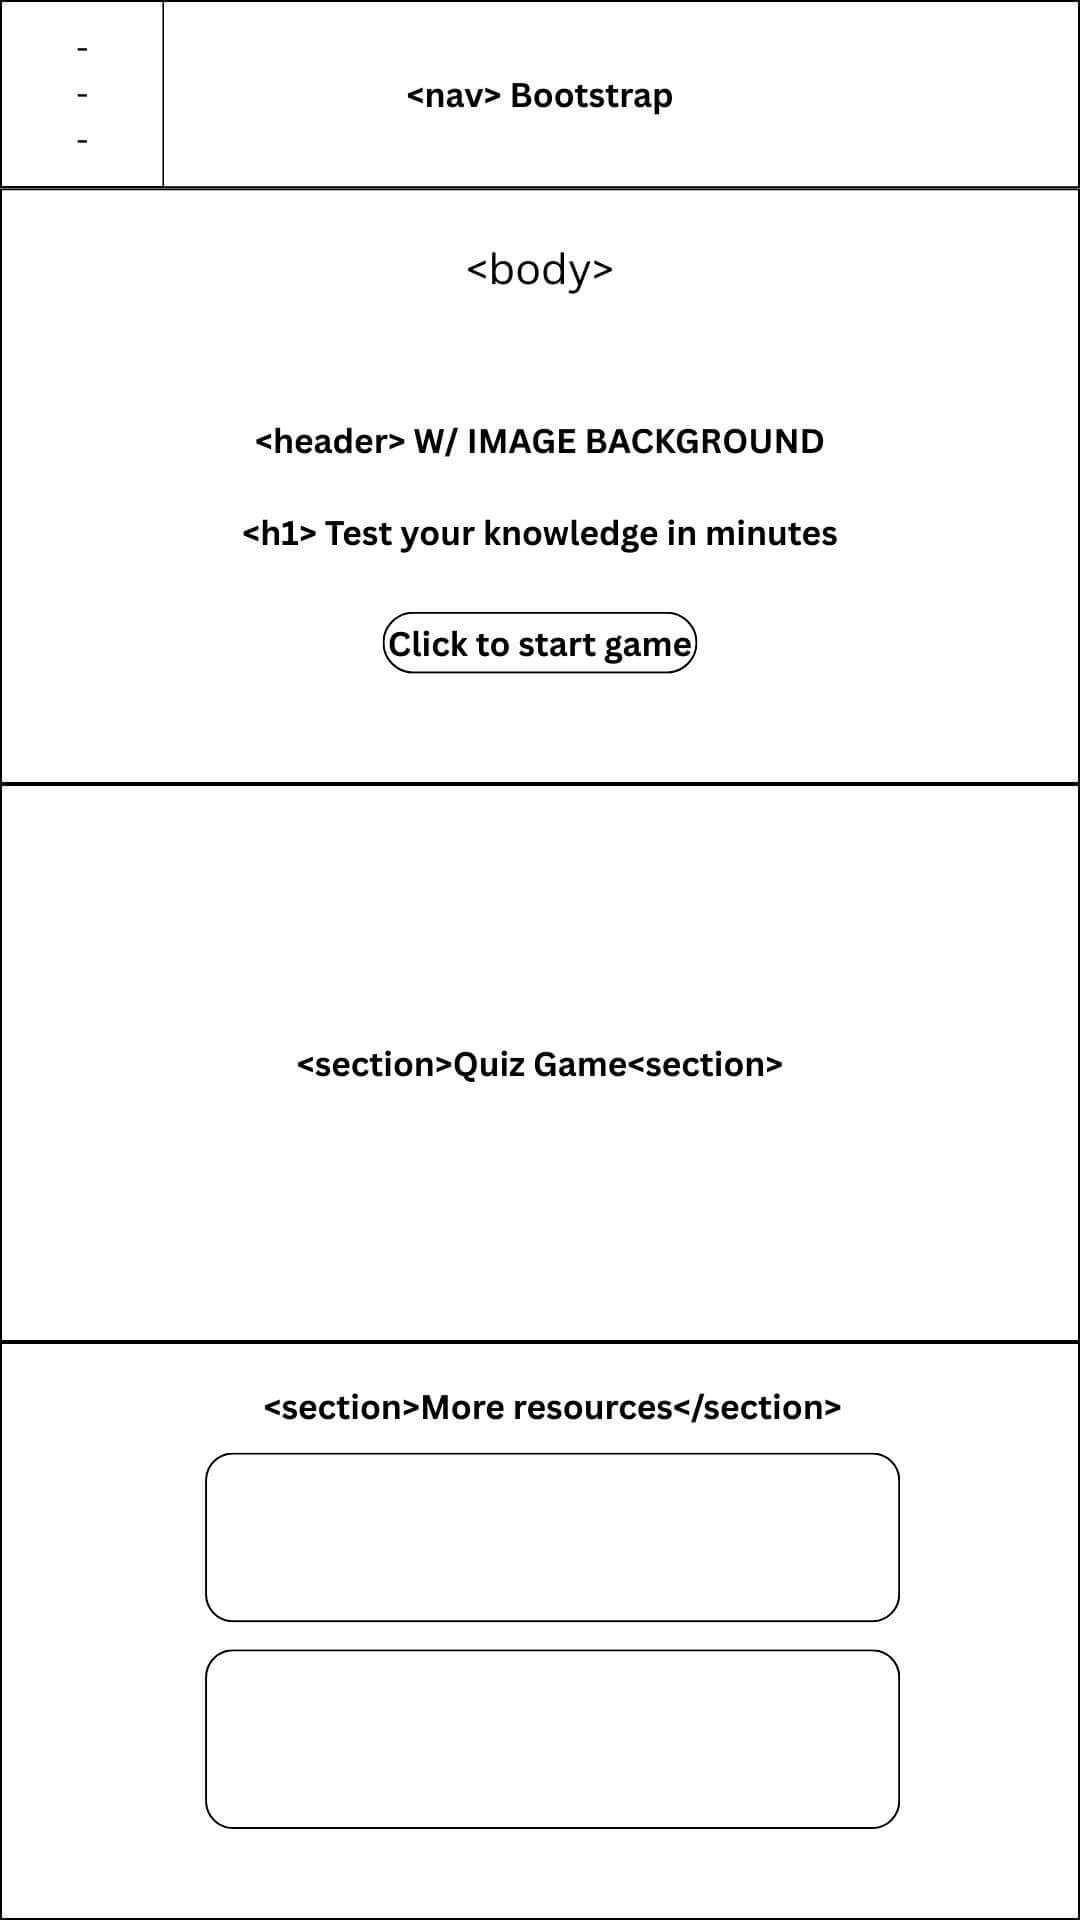 -
-
-
<nav> Bootstrap
<body>
<header> W/ IMAGE BACKGROUND
<h1> Test your knowledge in minutes
Click to start game
<section>Quiz Game<section>
<section>More resources</section>